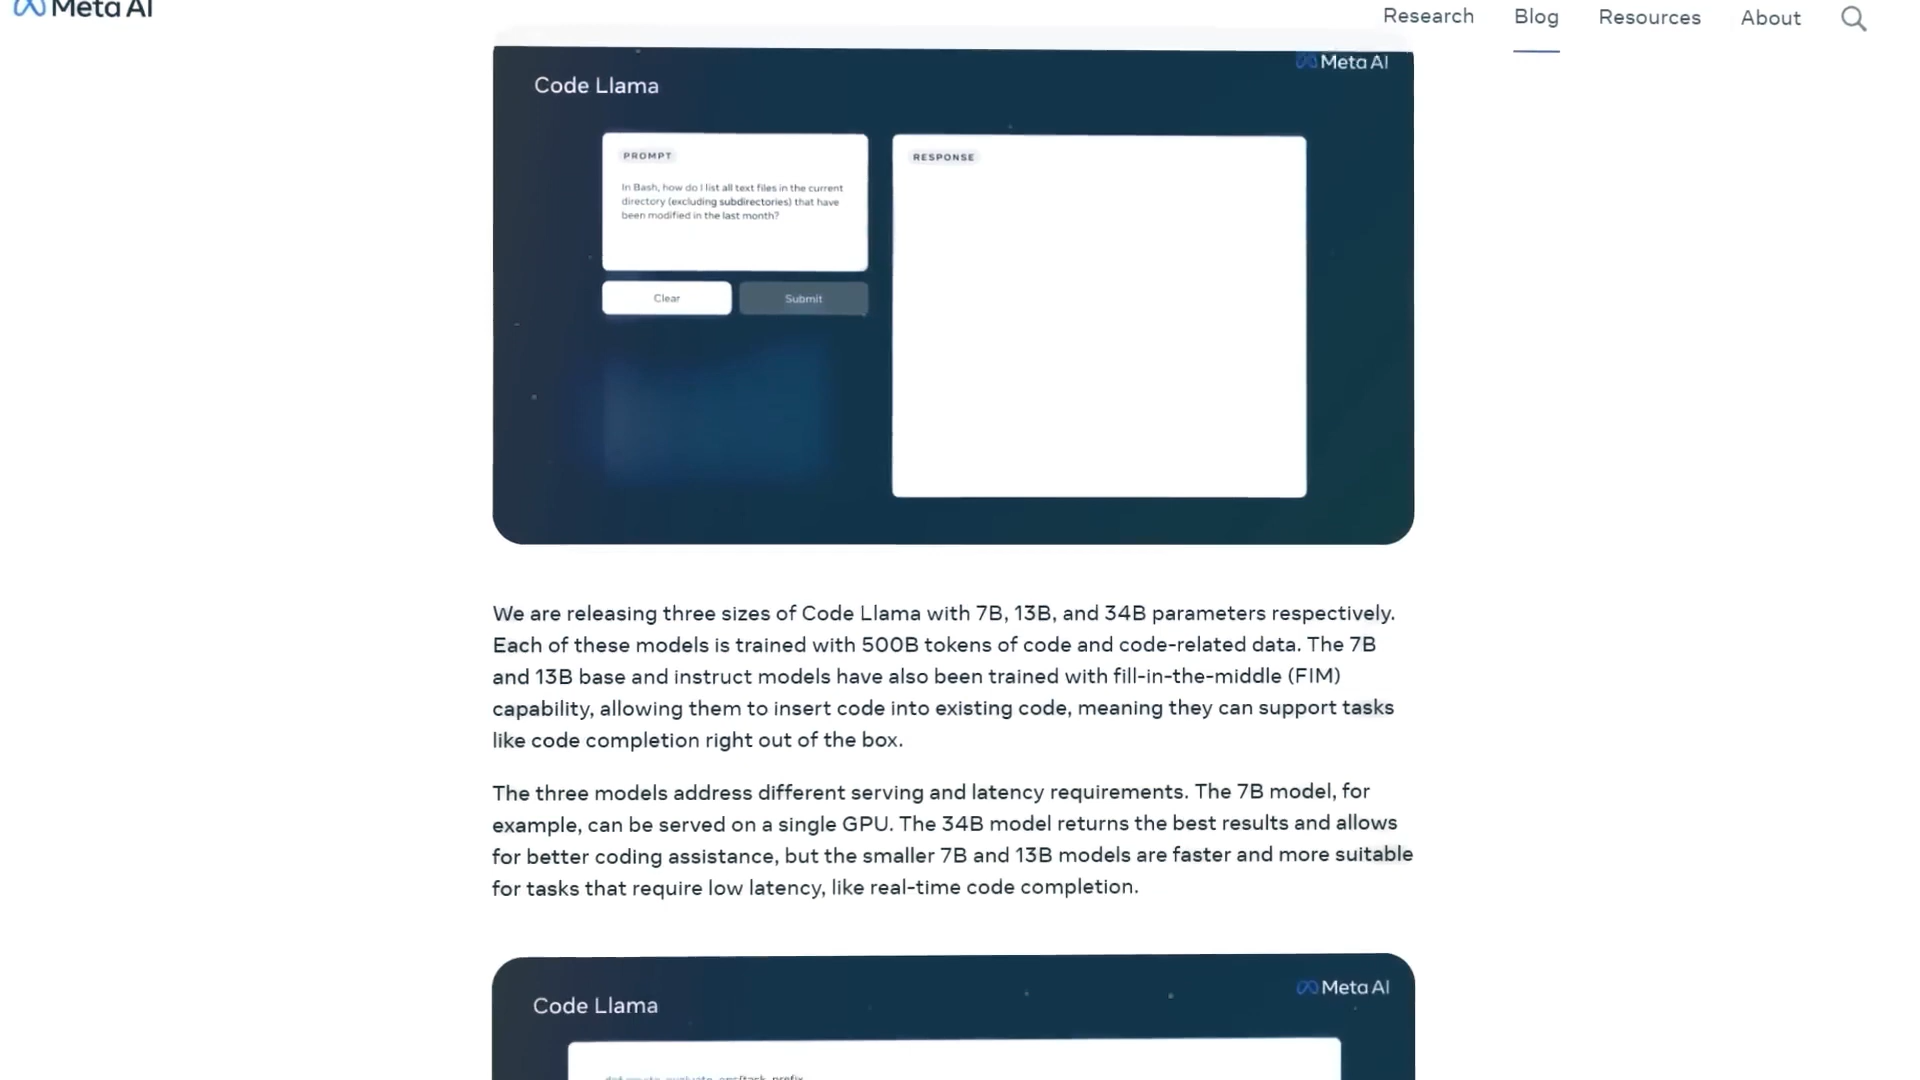 Meta AI
Research
Blog
Resources
About
Code Llama
Meta AI
PROMPT
In Bash, how do I list all text files in the current
directory (excluding subdirectories) that have
been modified in the last month?
Clear
Submit
RESPONSE
We are releasing three sizes of Code Llama with 7B, 13B, and 34B parameters respectively.
Each of these models is trained with 500B tokens of code and code-related data. The 7B
and 13B base and instruct models have also been trained with fill-in-the-middle (FIM)
capability, allowing them to insert code into existing code, meaning they can support tasks
like code completion right out of the box.
The three models address different serving and latency requirements. The 7B model, for
example, can be served on a single GPU. The 34B model returns the best results and allows
for better coding assistance, but the smaller 7B and 13B models are faster and more suitable
for tasks that require low latency, like real-time code completion.
Code Llama
Meta AI